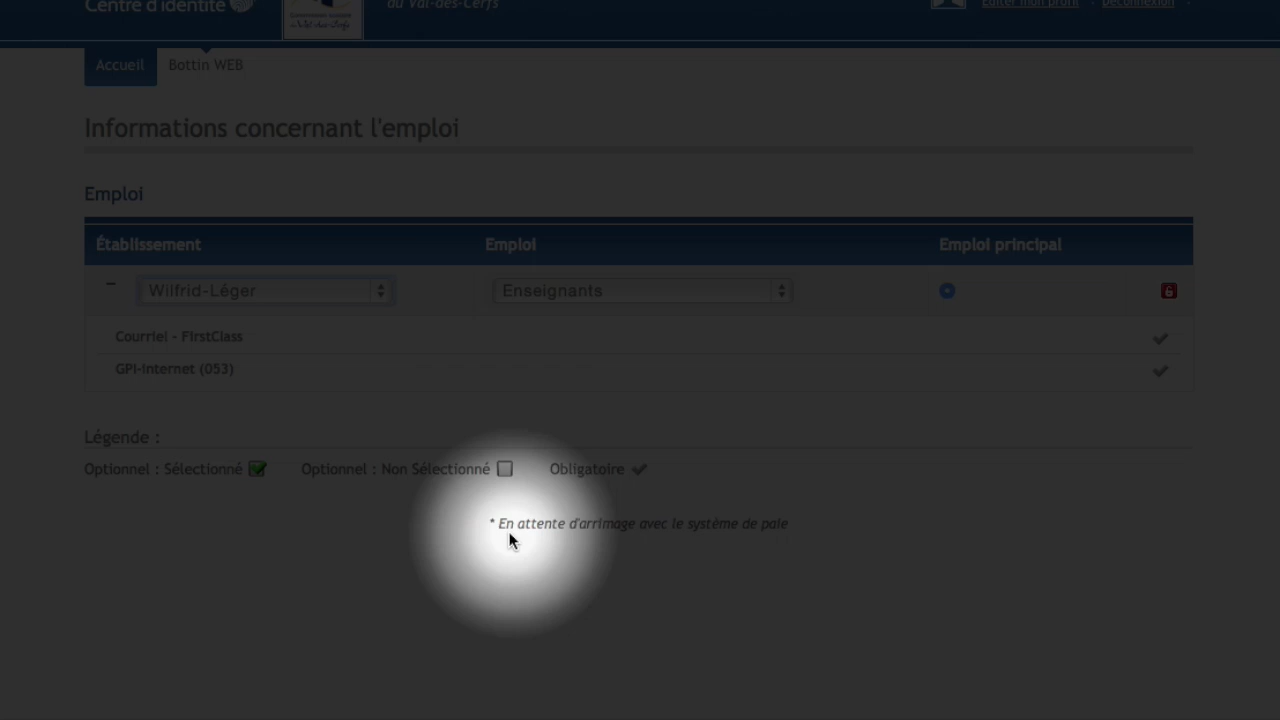 Centre d'identité
du Val-des-Cerfs
Éditer mon profil
Déconnexion
Accueil
Bottin WEB
Informations concernant l'emploi
Emploi
Établissement
Emploi
Emploi principal
Wilfrid-Léger
Enseignants
Courriel - FirstClass
GPI-Internet (053)
Légende :
Optionnel : Sélectionné
Optionnel : Non Sélectionné
Obligatoire
* En attente d'arrimage avec le système de paie